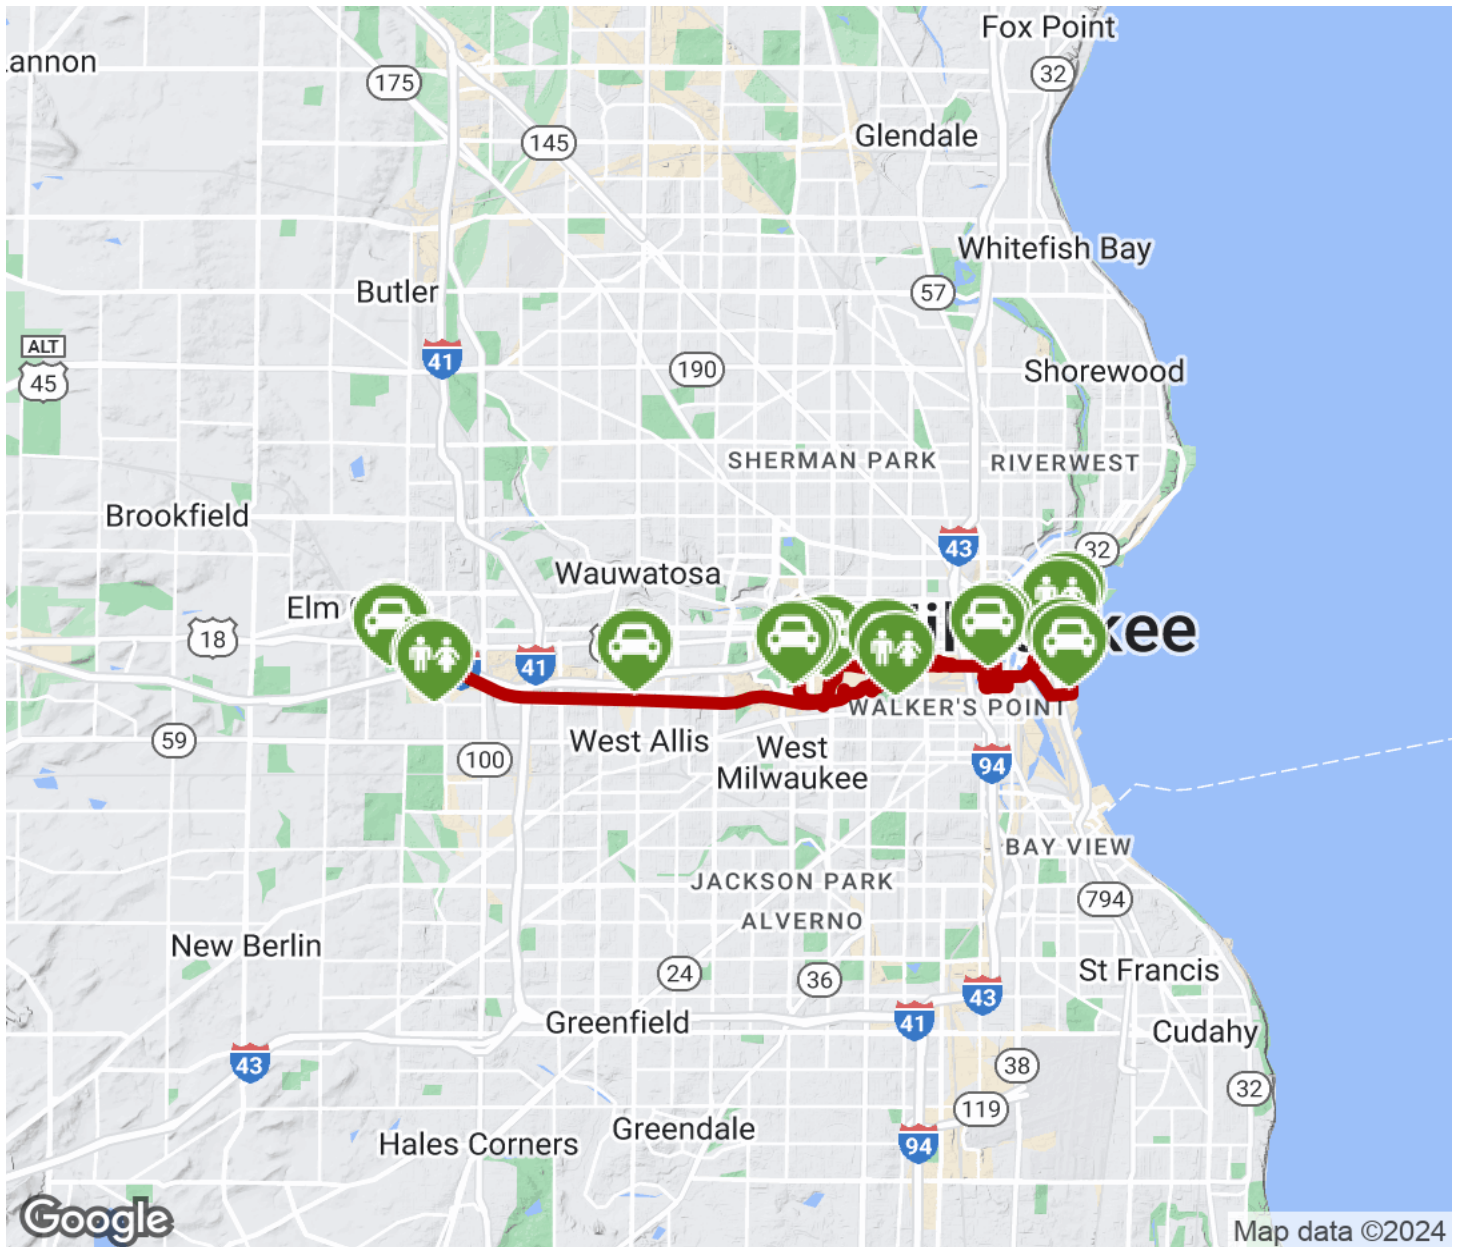 Fox Point
annon
32
175
Glendale
145
Whitefish Bay
Butler
57
ALT
45
41
190
Shorewood
SHERMAN PARK
RIVERWEST
Brookfield
43
32
Wauwatosa
Elm
18
41
kee
WALKER'S POINT
59
100
West Allis
West
Milwaukee
94
BAY VIEW
JACKSON PARK
794
ALVERNO
New Berlin
24
36
St Francis
43
41
Greenfield
Cudahy
43
38
32
119
Greendale
Hales Corners
94
Google
Map data ©2024